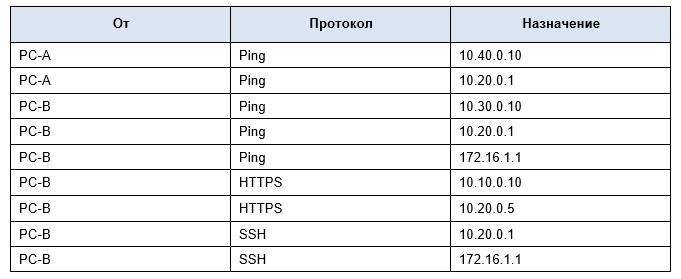 От Протокол Назначение
PC-A Ping 10.40.0.10
PC-A Ping 10.20.0.1
PC-B Ping 10.30.0.10
PC-B Ping 10.20.0.1
PC-B Ping 172.16.1.1
PC-B HTTPS 10.10.0.10
PC-B HTTPS 10.20.0.5
PC-B SSH 10.20.0.1
PC-B SSH 172.16.1.1